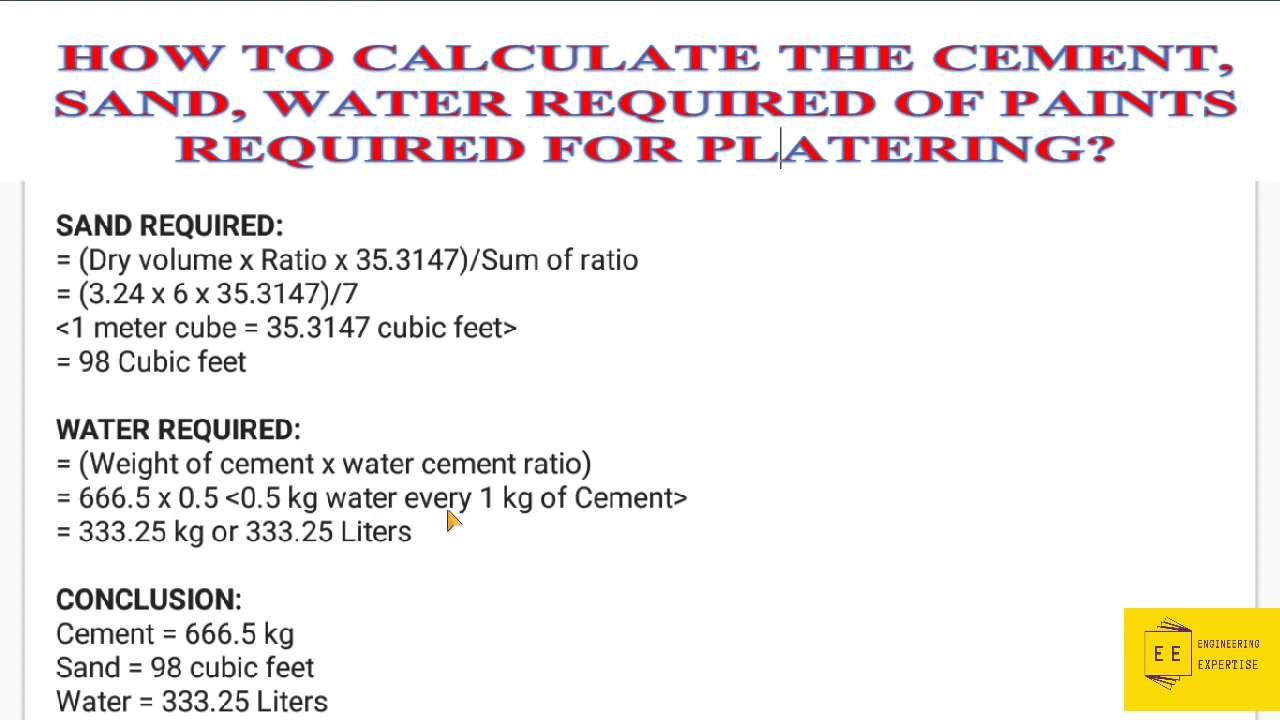 HOW TO CALCULATE THE CEMENT,
SAND, WATER REQUIRED OF PAINTS
REQUIRED FOR PLATERING?
SAND REQUIRED:
= (Dry volume x Ratio x 35.3147)/Sum of ratio
= (3.24 x 6 x 35.3147)/7
<1 meter cube = 35.3147 cubic feet>
= 98 Cubic feet
WATER REQUIRED:
= (Weight of cement x water cement ratio)
= 666.5 x 0.5 <0.5 kg water every 1 kg of Cement>
= 333.25 kg or 333.25 Liters
CONCLUSION:
Cement = 666.5 kg
Sand = 98 cubic feet
Water = 333.25 Liters
E E
ENGINEERING
EXPERTISE